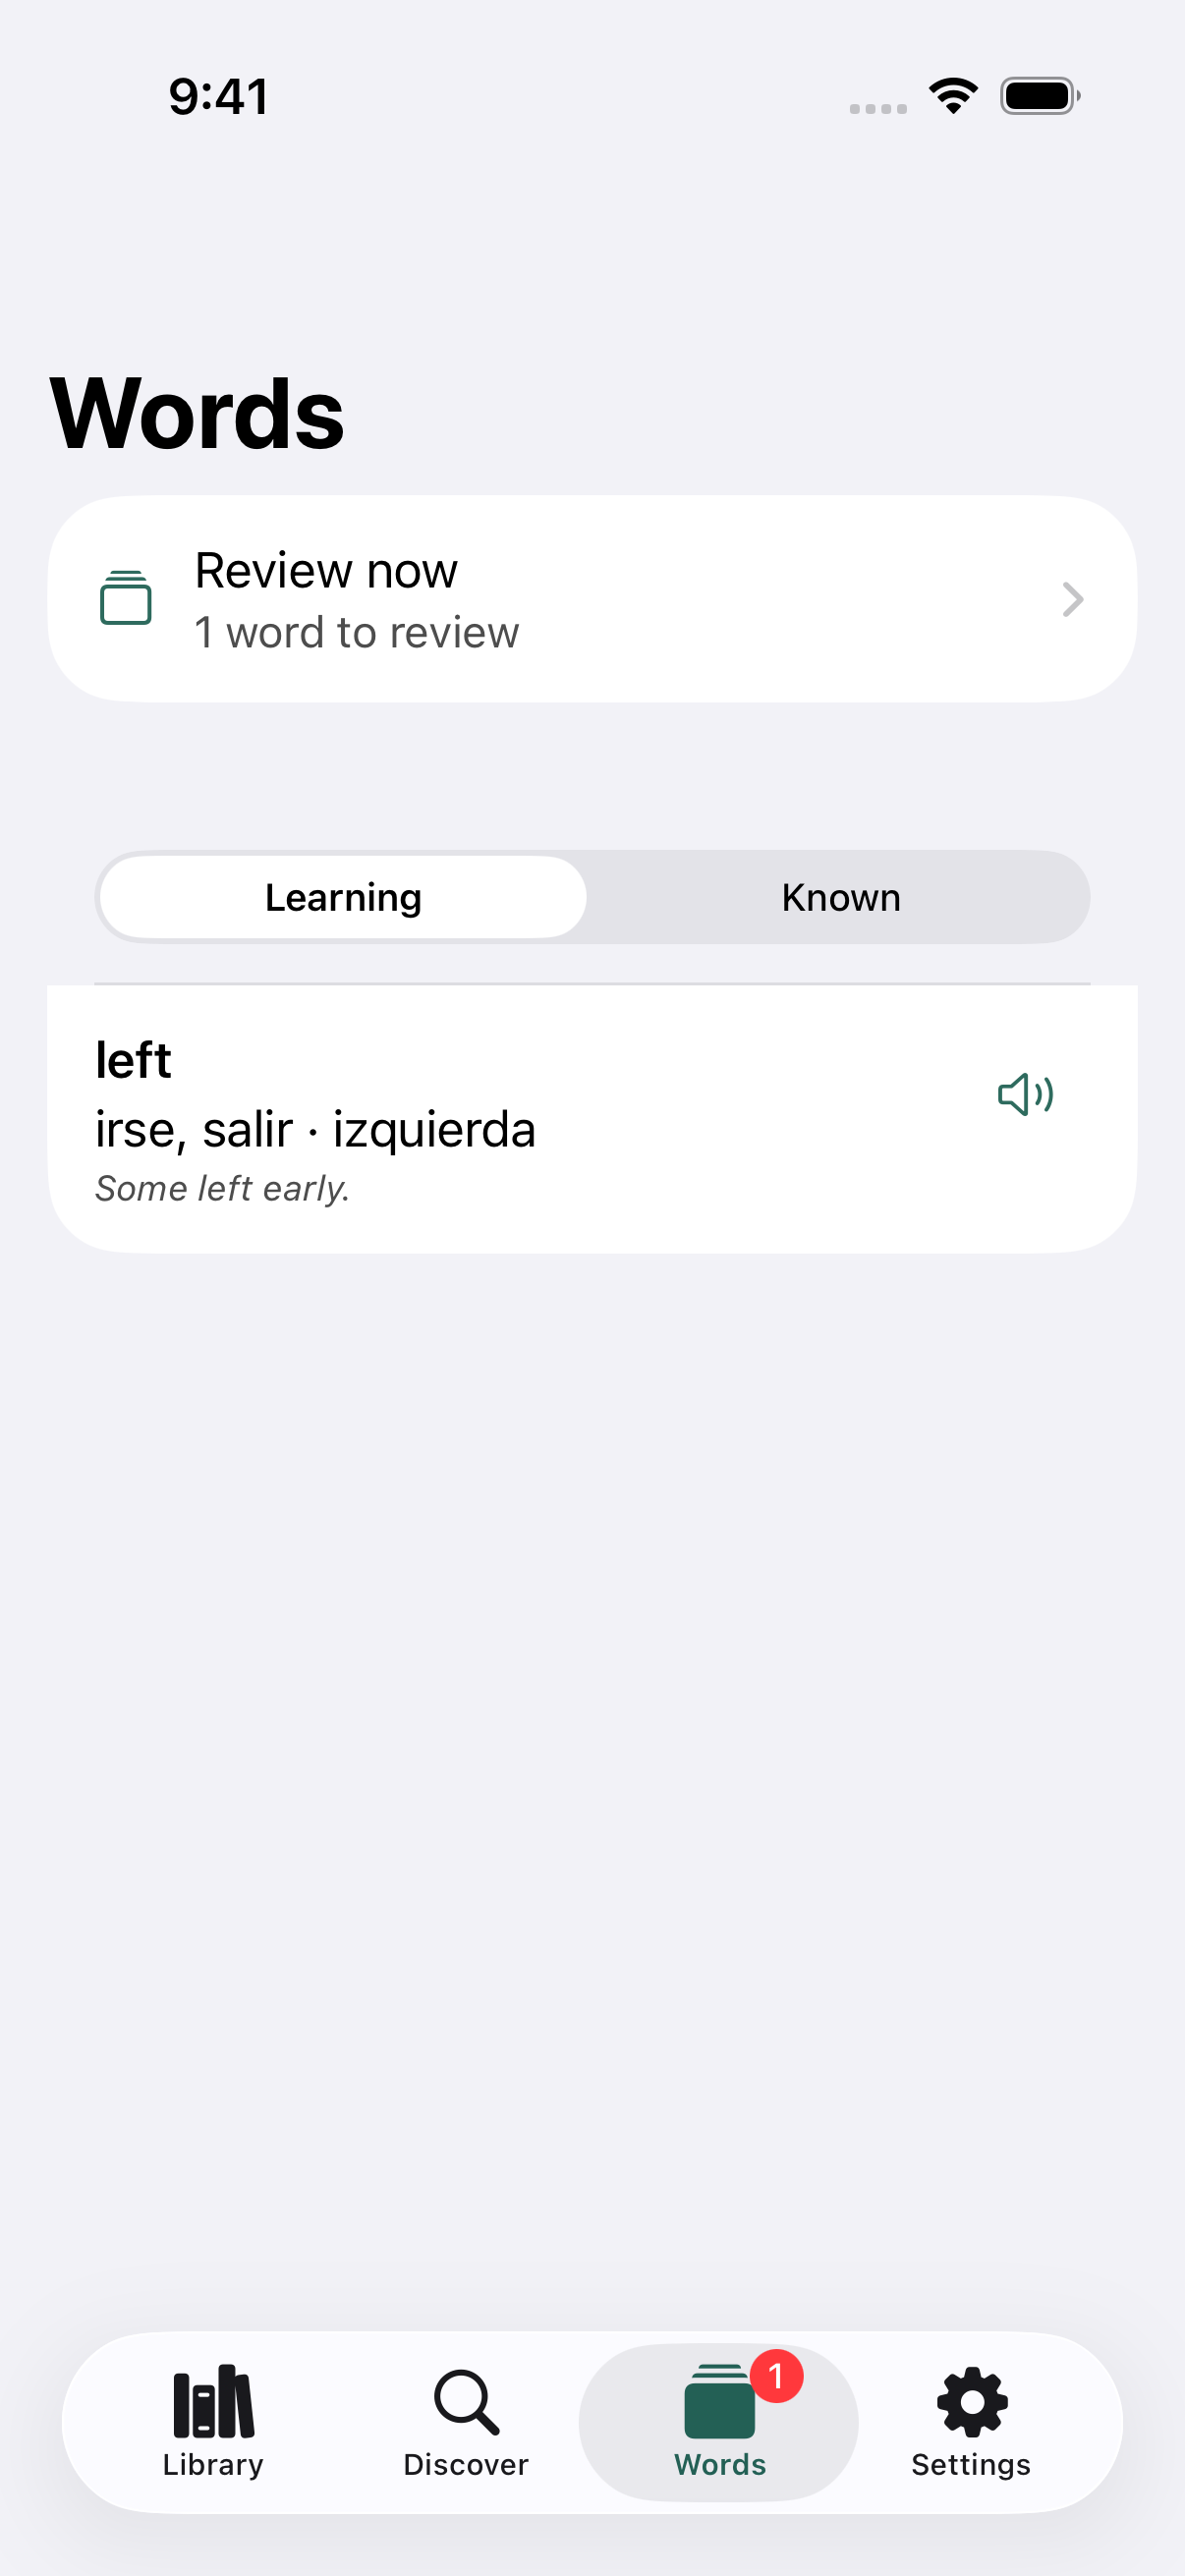 9:41
Words
Review now
1 word to review
Learning
Known
left
irse, salir · izquierda
Some left early.
1
Library
Discover
Words
Settings